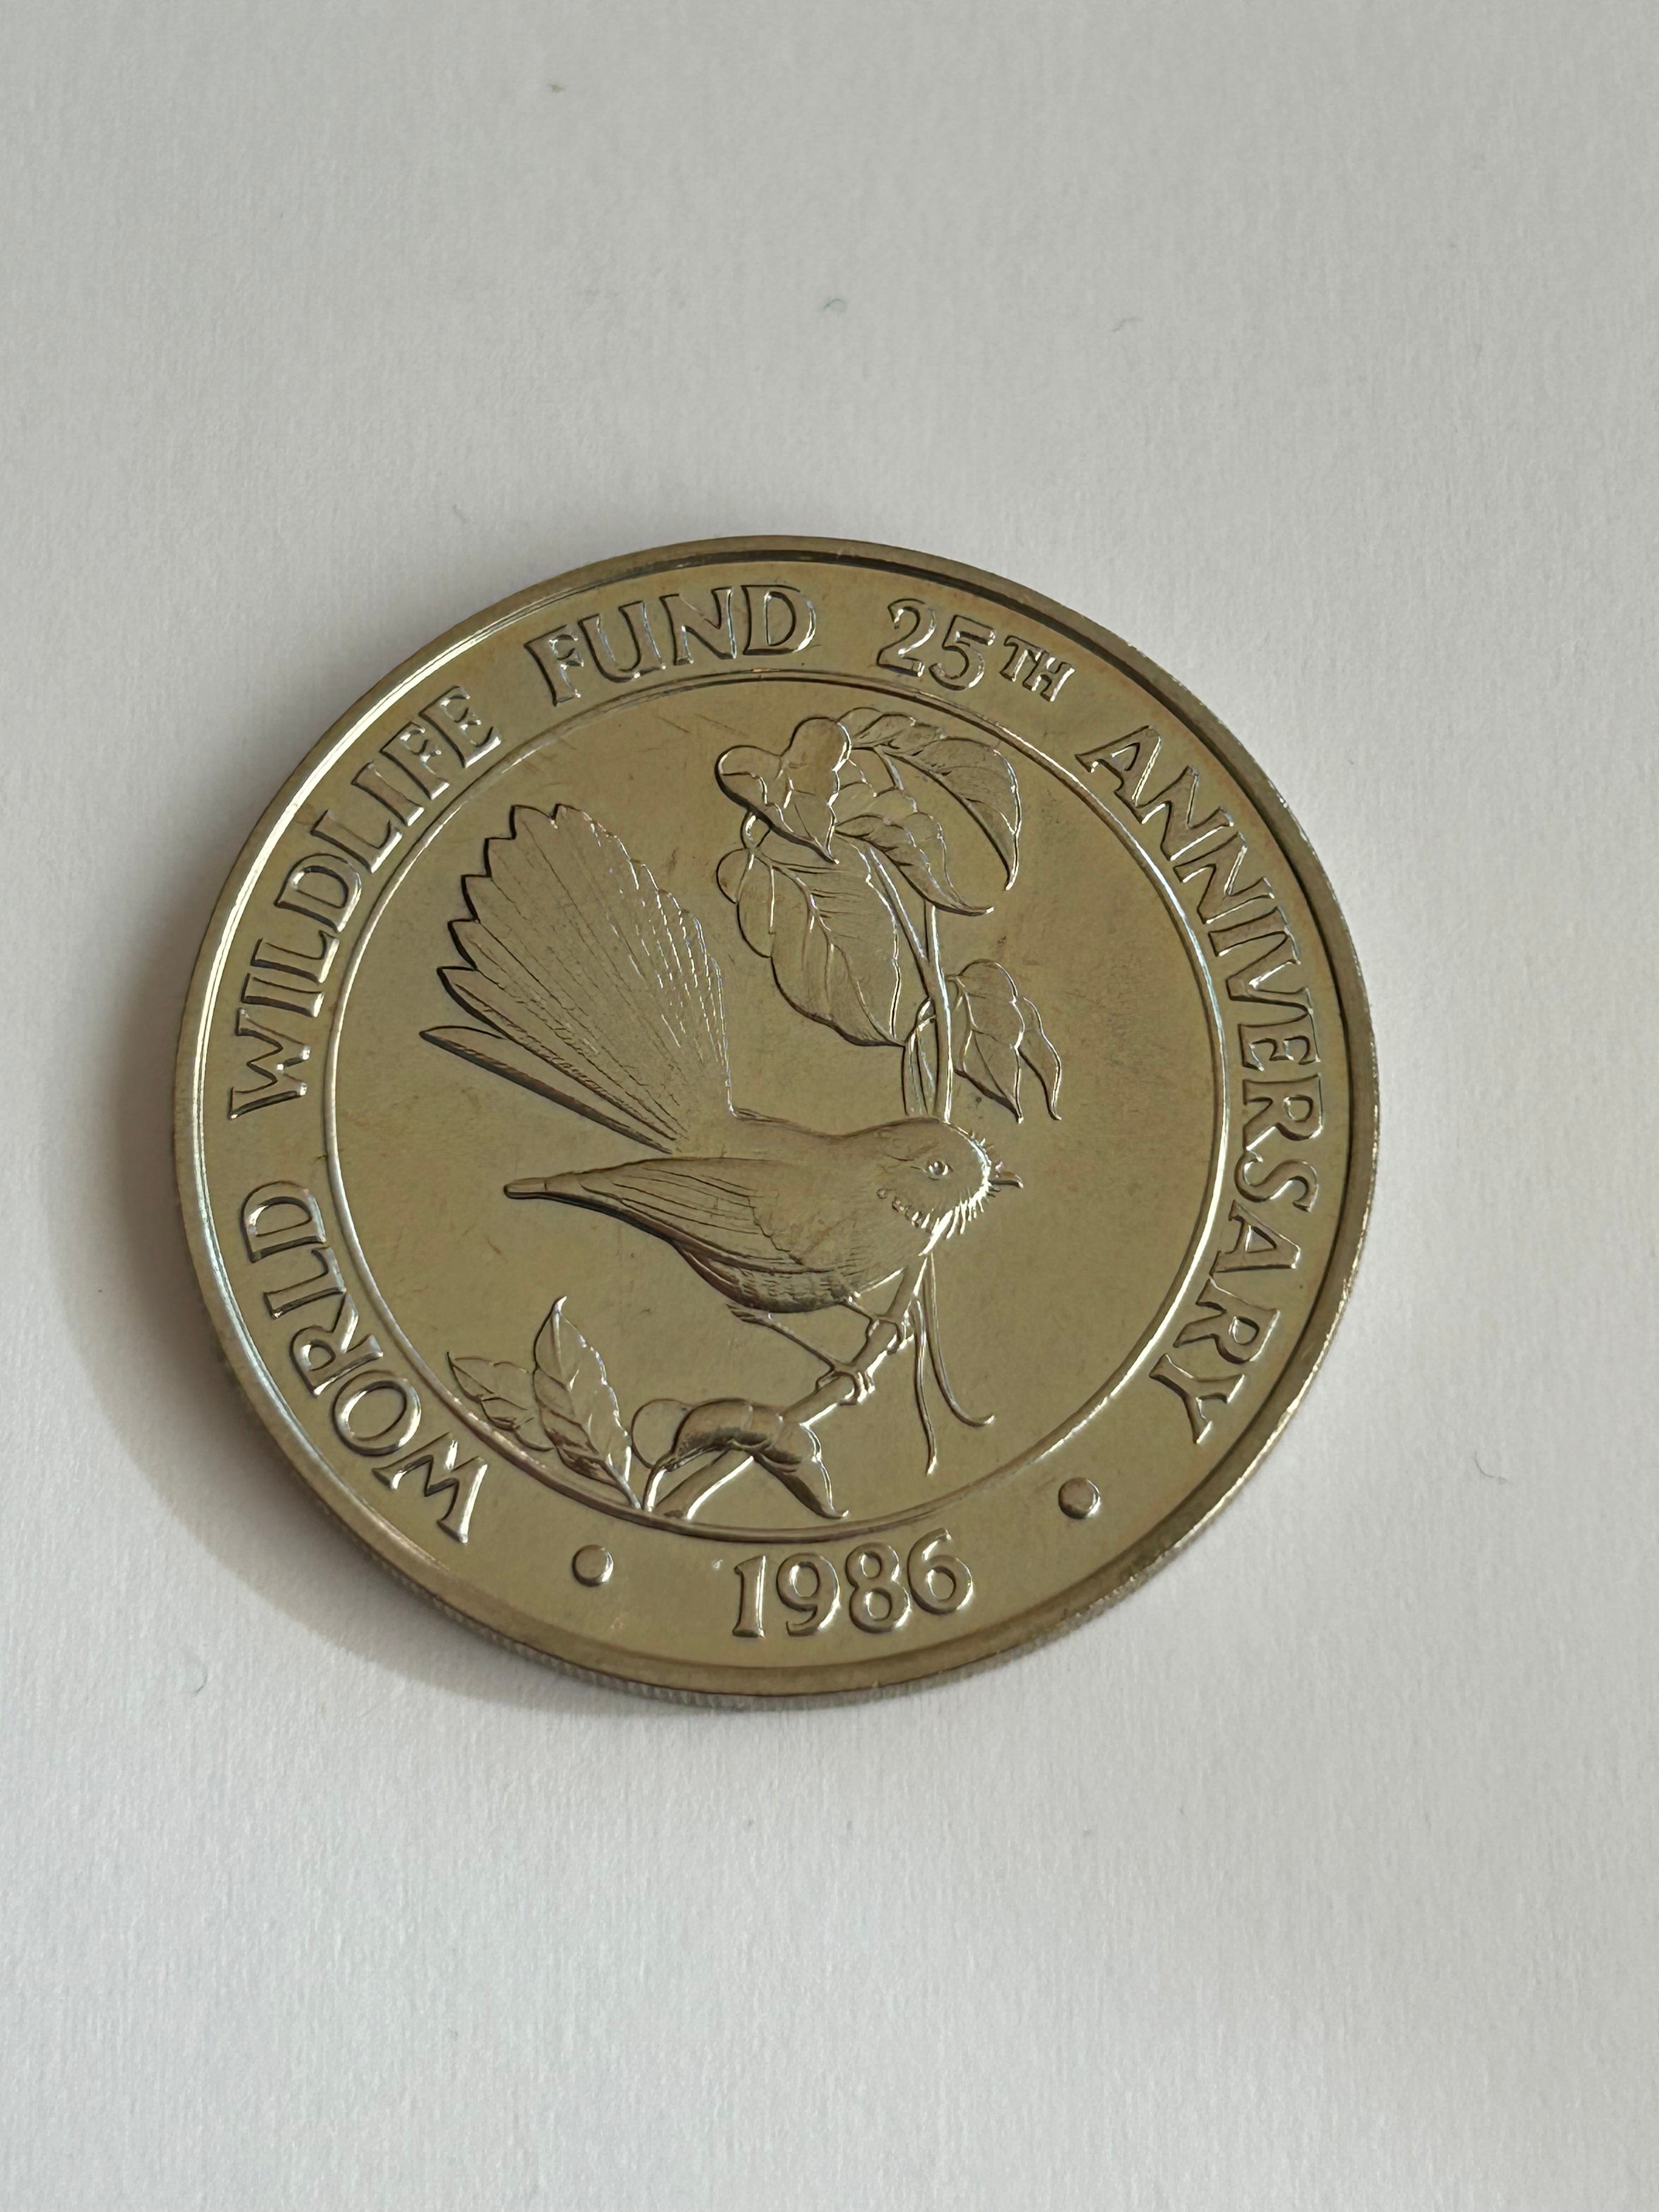 WORLD WILDLIFE FUND 25TH ANNIVERSARY
• 1986 •